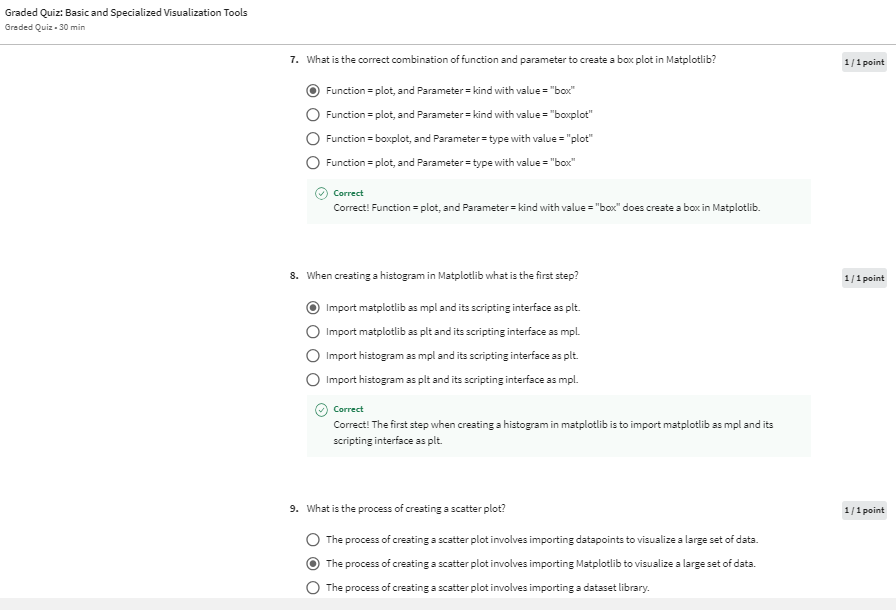 Graded Quiz: Basic and Specialized Visualization Tools
Graded Quiz • 30 min
7. What is the correct combination of function and parameter to create a box plot in Matplotlib?
1 / 1 point
Function = plot, and Parameter = kind with value = "box"
Function = plot, and Parameter = kind with value = "boxplot"
Function = boxplot, and Parameter = type with value = "plot"
Function = plot, and Parameter = type with value = "box"
Correct
Correct! Function = plot, and Parameter = kind with value = "box" does create a box in Matplotlib.
8. When creating a histogram in Matplotlib what is the first step?
1 / 1 point
Import matplotlib as mpl and its scripting interface as plt.
Import matplotlib as plt and its scripting interface as mpl.
Import histogram as mpl and its scripting interface as plt.
Import histogram as plt and its scripting interface as mpl.
Correct
Correct! The first step when creating a histogram in matplotlib is to import matplotlib as mpl and its
scripting interface as plt.
9. What is the process of creating a scatter plot?
1 / 1 point
The process of creating a scatter plot involves importing datapoints to visualize a large set of data.
The process of creating a scatter plot involves importing Matplotlib to visualize a large set of data.
The process of creating a scatter plot involves importing a dataset library.